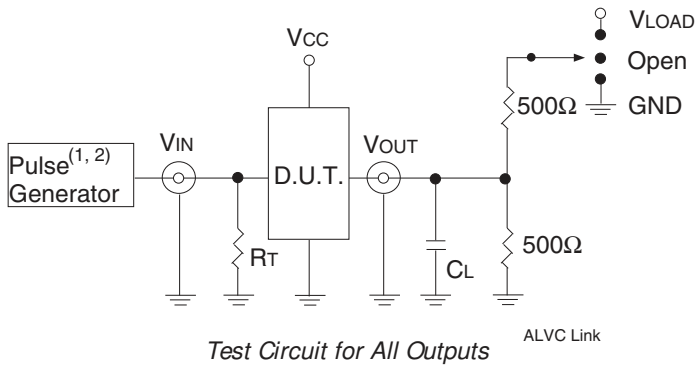 VLOAD
VCC
Open
500Ω
GND
VIN
VOUT
Pulse(1, 2)
Generator
D.U.T.
RT
CL
500Ω
ALVC Link
Test Circuit for All Outputs